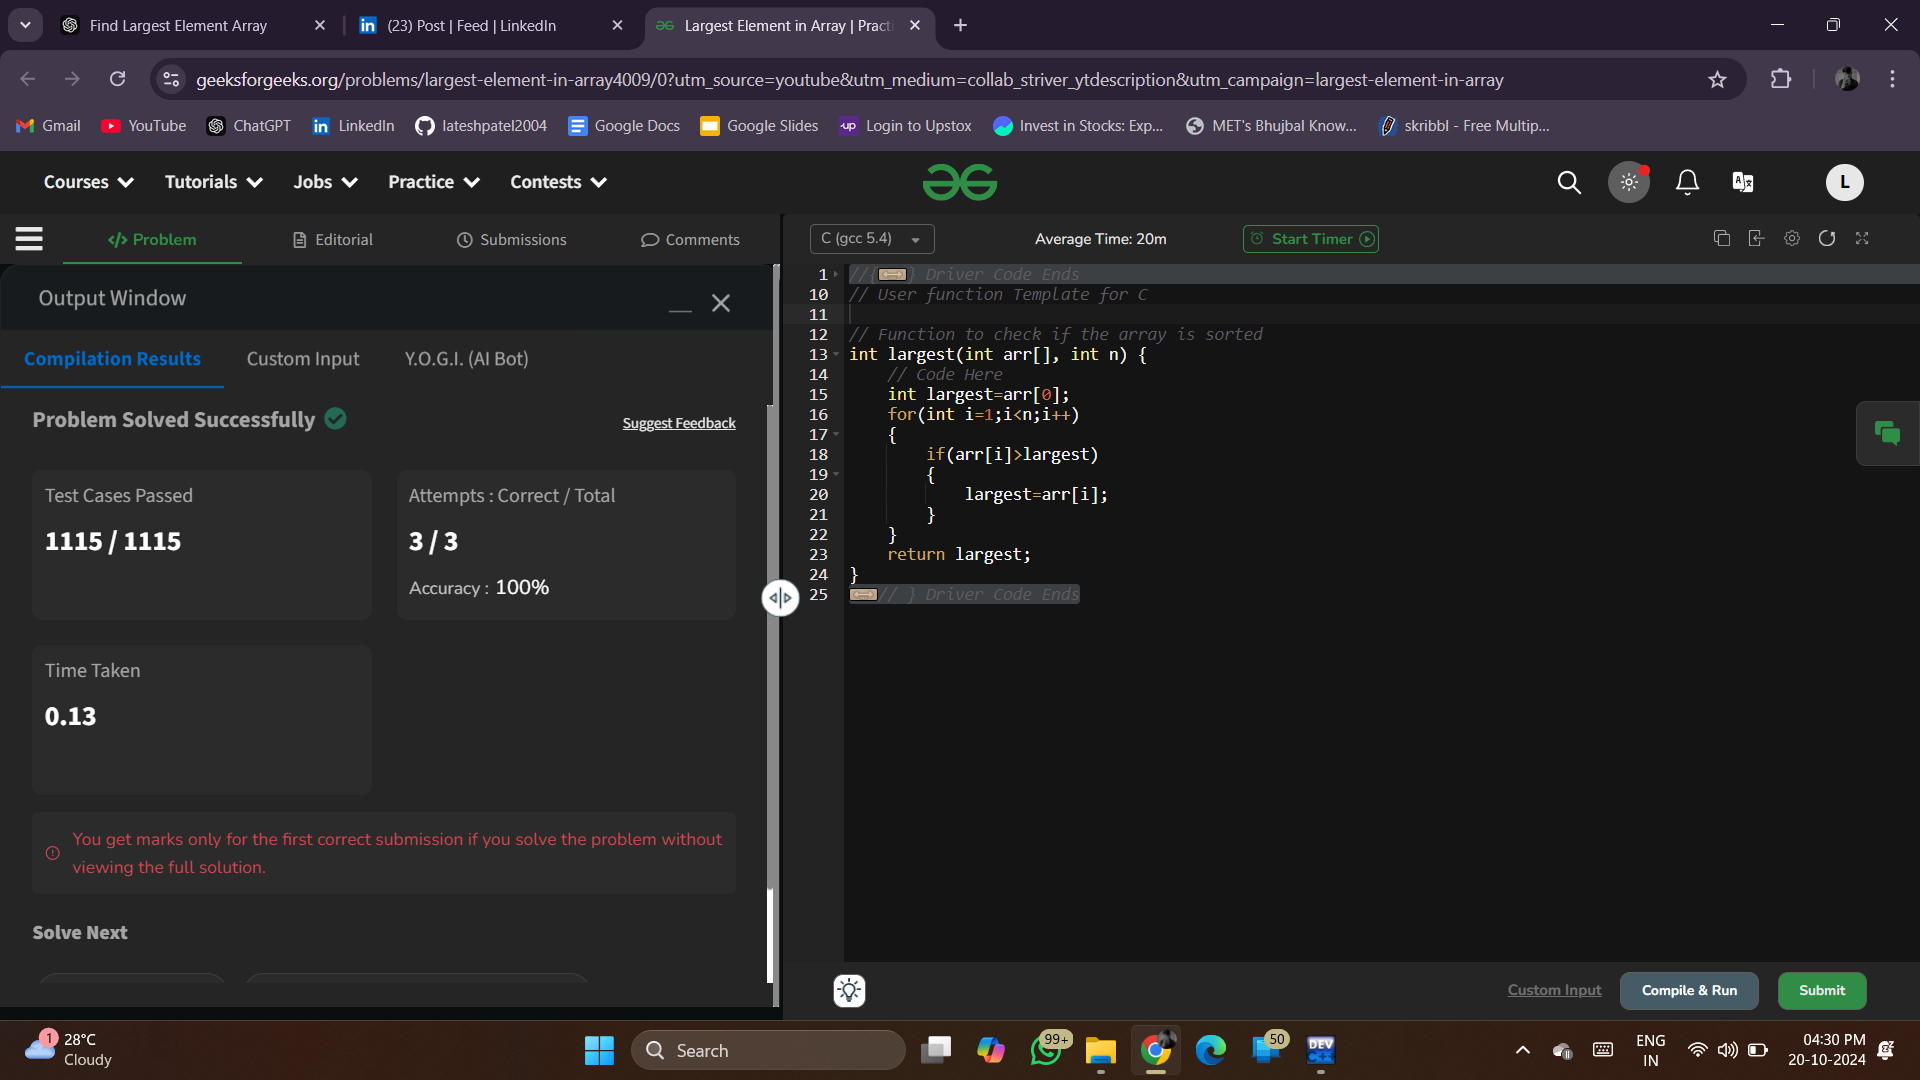 Find Largest Element Array
(23) Post | Feed | LinkedIn
Largest Element in Array | Practi
geeksforgeeks.org/problems/largest-element-in-array4009/0?utm_source=youtube&utm_medium=collab_striver_ytdescription&utm_campaign=largest-element-in-array
Gmail YouTube ChatGPT LinkedIn lateshpatel2004 Google Docs Google Slides up Login to Upstox Invest in Stocks: Exp... MET's Bhujbal Know... skribbl - Free Multip...
Courses Tutorials Jobs Practice Contests L
Problem Editorial Submissions Comments
C (gcc 5.4) Average Time: 20m Start Timer
Output Window
Compilation Results Custom Input Y.O.G.I. (AI Bot)
Problem Solved Successfully
Suggest Feedback
Test Cases Passed
1115 / 1115
Attempts : Correct / Total
3 / 3
Accuracy : 100%
Time Taken
0.13
You get marks only for the first correct submission if you solve the problem without
viewing the full solution.
Solve Next
1 //{ } Driver Code Ends
10 // User function Template for C
11
12 // Function to check if the array is sorted
13 int largest(int arr[], int n) {
14 // Code Here
15 int largest=arr[0];
16 for(int i=1;i<n;i++)
17 {
18 if(arr[i]>largest)
19 {
20 largest=arr[i];
21 }
22 }
23 return largest;
24 }
25 // } Driver Code Ends
Custom Input Compile & Run Submit
1 28°C
Cloudy
Search
99+
50
DEV
ENG
IN
04:30 PM
20-10-2024